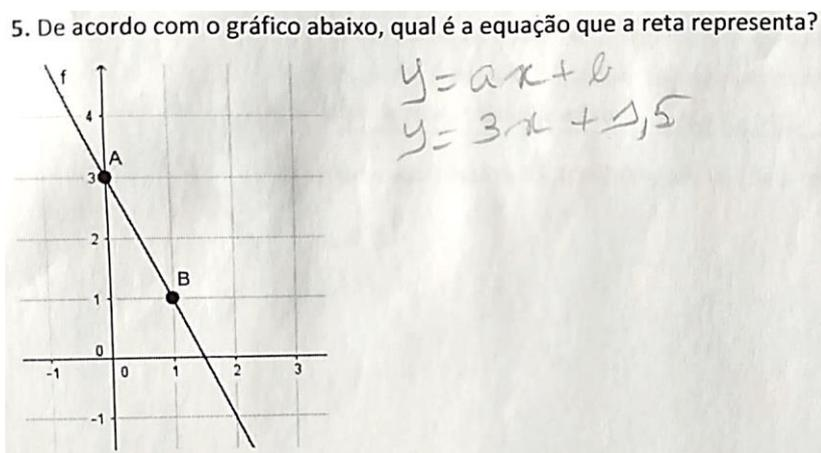 5. De acordo com o gráfico abaixo, qual é a equação que a reta representa?
y = ax + b
y = 3x + 1,5
f
4
A
3
2
B
1
0
-1 0 1 2 3
-1